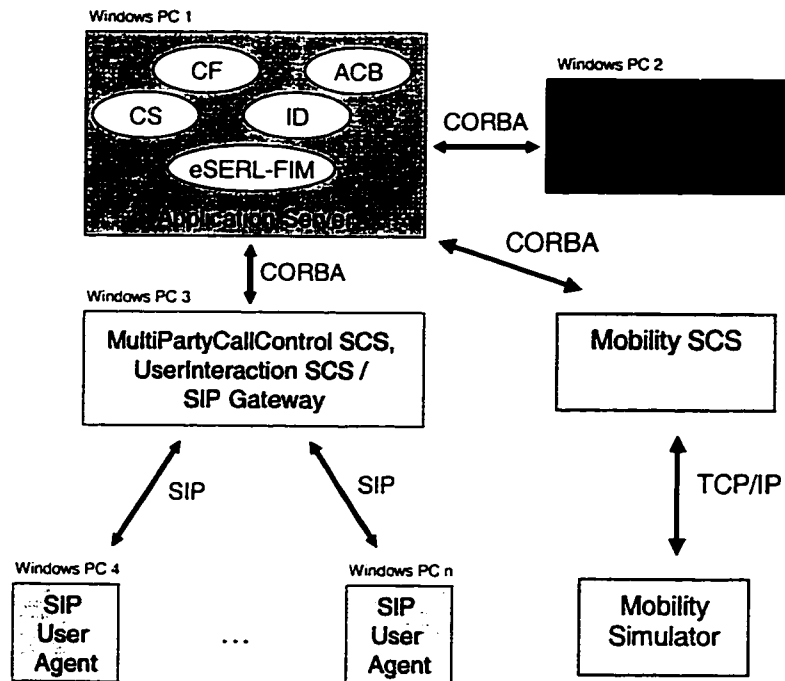 Windows PC 1
CF
ACB
CS
ID
eSERL-FIM
Application Server
Windows PC 2
CORBA
CORBA
CORBA
Windows PC 3
MultiPartyCallControl SCS,
UserInteraction SCS /
SIP Gateway
Mobility SCS
SIP
SIP
TCP/IP
Windows PC 4
SIP
User
Agent
...
Windows PC n
SIP
User
Agent
Mobility
Simulator